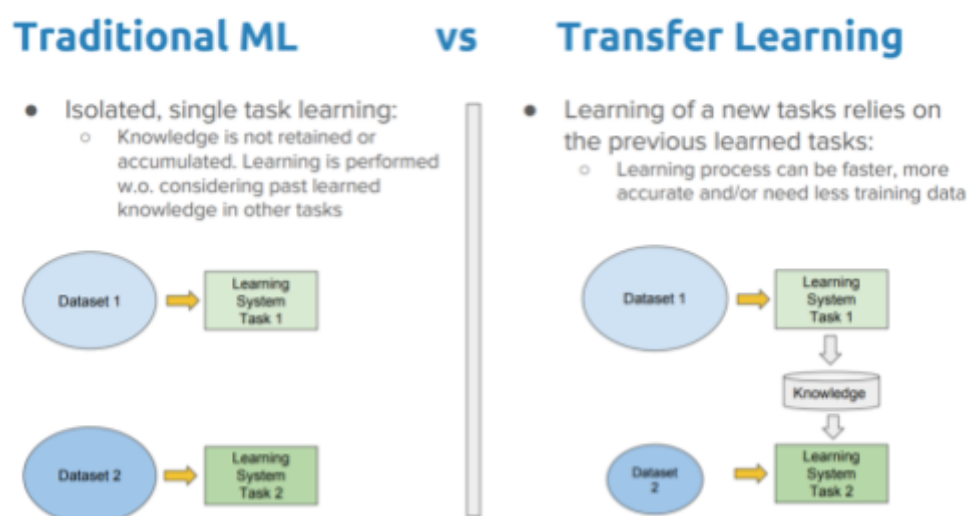 Traditional ML vs Transfer Learning
● Isolated, single task learning:
○ Knowledge is not retained or
accumulated. Learning is performed
w.o. considering past learned
knowledge in other tasks
Dataset 1
Learning
System
Task 1
Dataset 2
Learning
System
Task 2
● Learning of a new tasks relies on
the previous learned tasks:
○ Learning process can be faster, more
accurate and/or need less training data
Dataset 1
Learning
System
Task 1
Knowledge
Dataset
2
Learning
System
Task 2